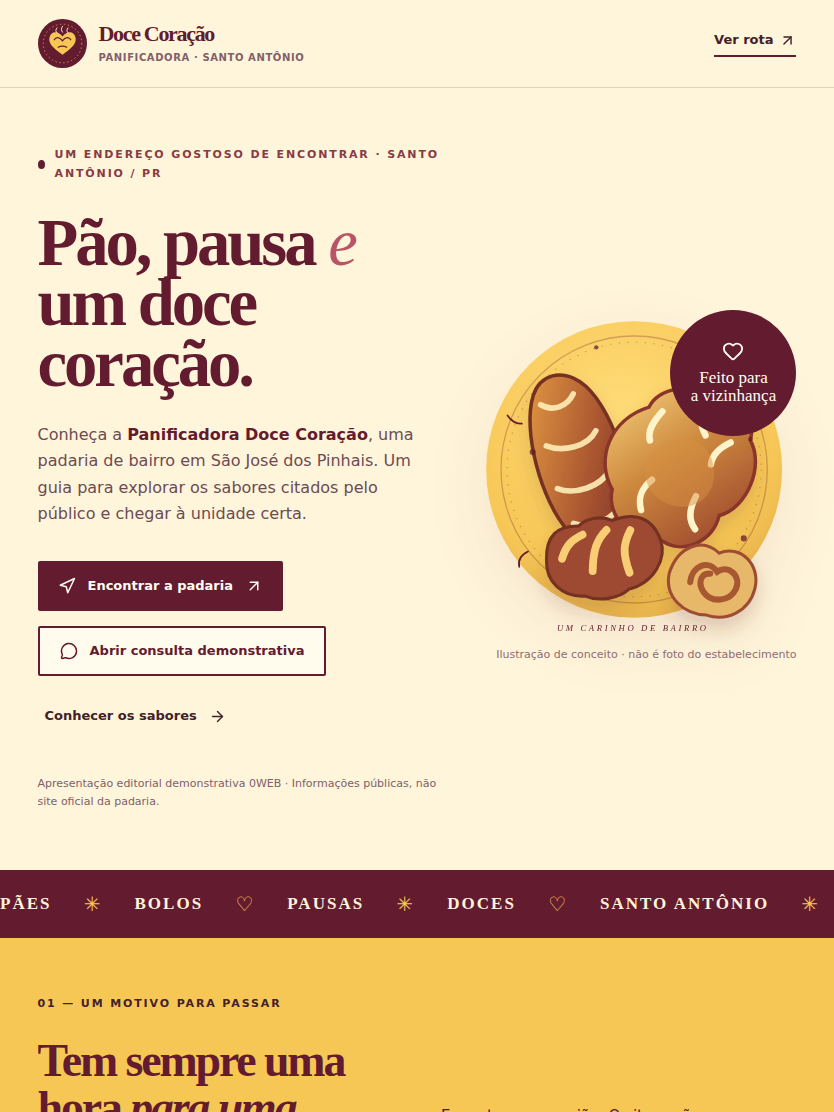 Doce Coração
PANIFICADORA · SANTO ANTÔNIO
Ver rota
UM ENDEREÇO GOSTOSO DE ENCONTRAR · SANTO
ANTÔNIO / PR
Pão, pausa e
um doce
coração.
Conheça a Panificadora Doce Coração, uma
padaria de bairro em São José dos Pinhais. Um
guia para explorar os sabores citados pelo
público e chegar à unidade certa.
Encontrar a padaria
Abrir consulta demonstrativa
Conhecer os sabores
Apresentação editorial demonstrativa 0WEB · Informações públicas, não
site oficial da padaria.
Feito para
a vizinhança
UM CARINHO DE BAIRRO
Ilustração de conceito · não é foto do estabelecimento
PÃES ✳ BOLOS ♡ PAUSAS ✳ DOCES ♡ SANTO ANTÔNIO ✳
01 — UM MOTIVO PARA PASSAR
Tem sempre uma
hora para uma